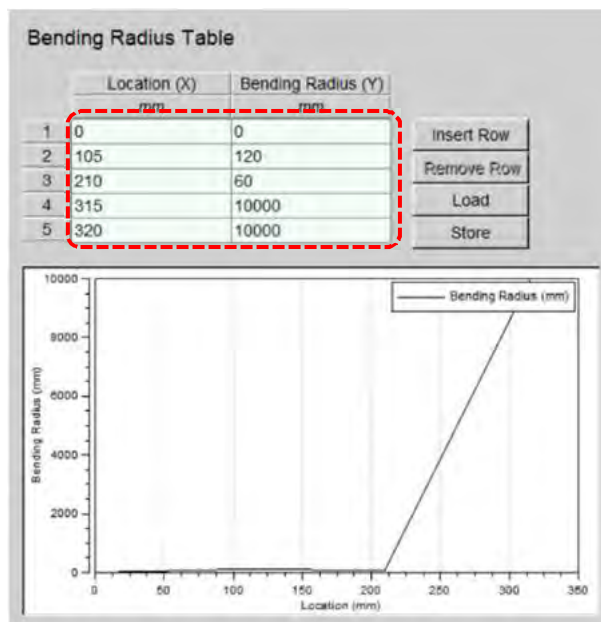 Bending Radius Table
Location (X) Bending Radius (Y)
mm mm
1 0 0 Insert Row
2 105 120 Remove Row
3 210 60 Load
4 315 10000 Store
5 320 10000
10000
8000
6000
4000
2000
0
Bending Radius (mm)
Bending Radius (mm)
0 50 100 150 200 250 300 350
Location (mm)